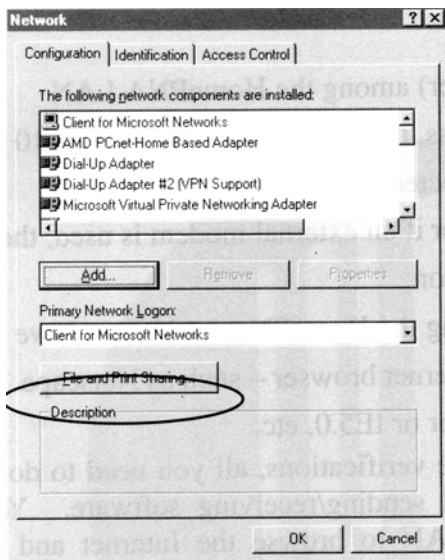 Network
Configuration Identification Access Control
The following network components are installed:
Client for Microsoft Networks
AMD PCnet-Home Based Adapter
Dial-Up Adapter
Dial-Up Adapter #2 (VPN Support)
Microsoft Virtual Private Networking Adapter
Add... Remove Properties
Primary Network Logon:
Client for Microsoft Networks
File and Print Sharing...
Description
OK Cancel